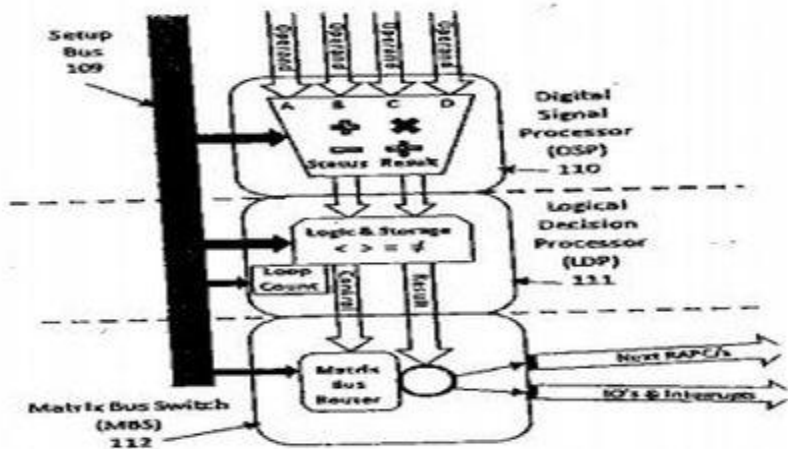 Setup
Bus
109
Operand
Operand
Operand
Operand
A B C D
Status Result
Digital
Signal
Processor
(DSP)
110
Logic & Storage
< > = ≠
Loop
Count
Control
Result
Logical
Decision
Processor
(LDP)
111
Matrix
Bus
Router
Next RAPC/s
IO's & Interrupts
Matrix Bus Switch
(MBS)
112